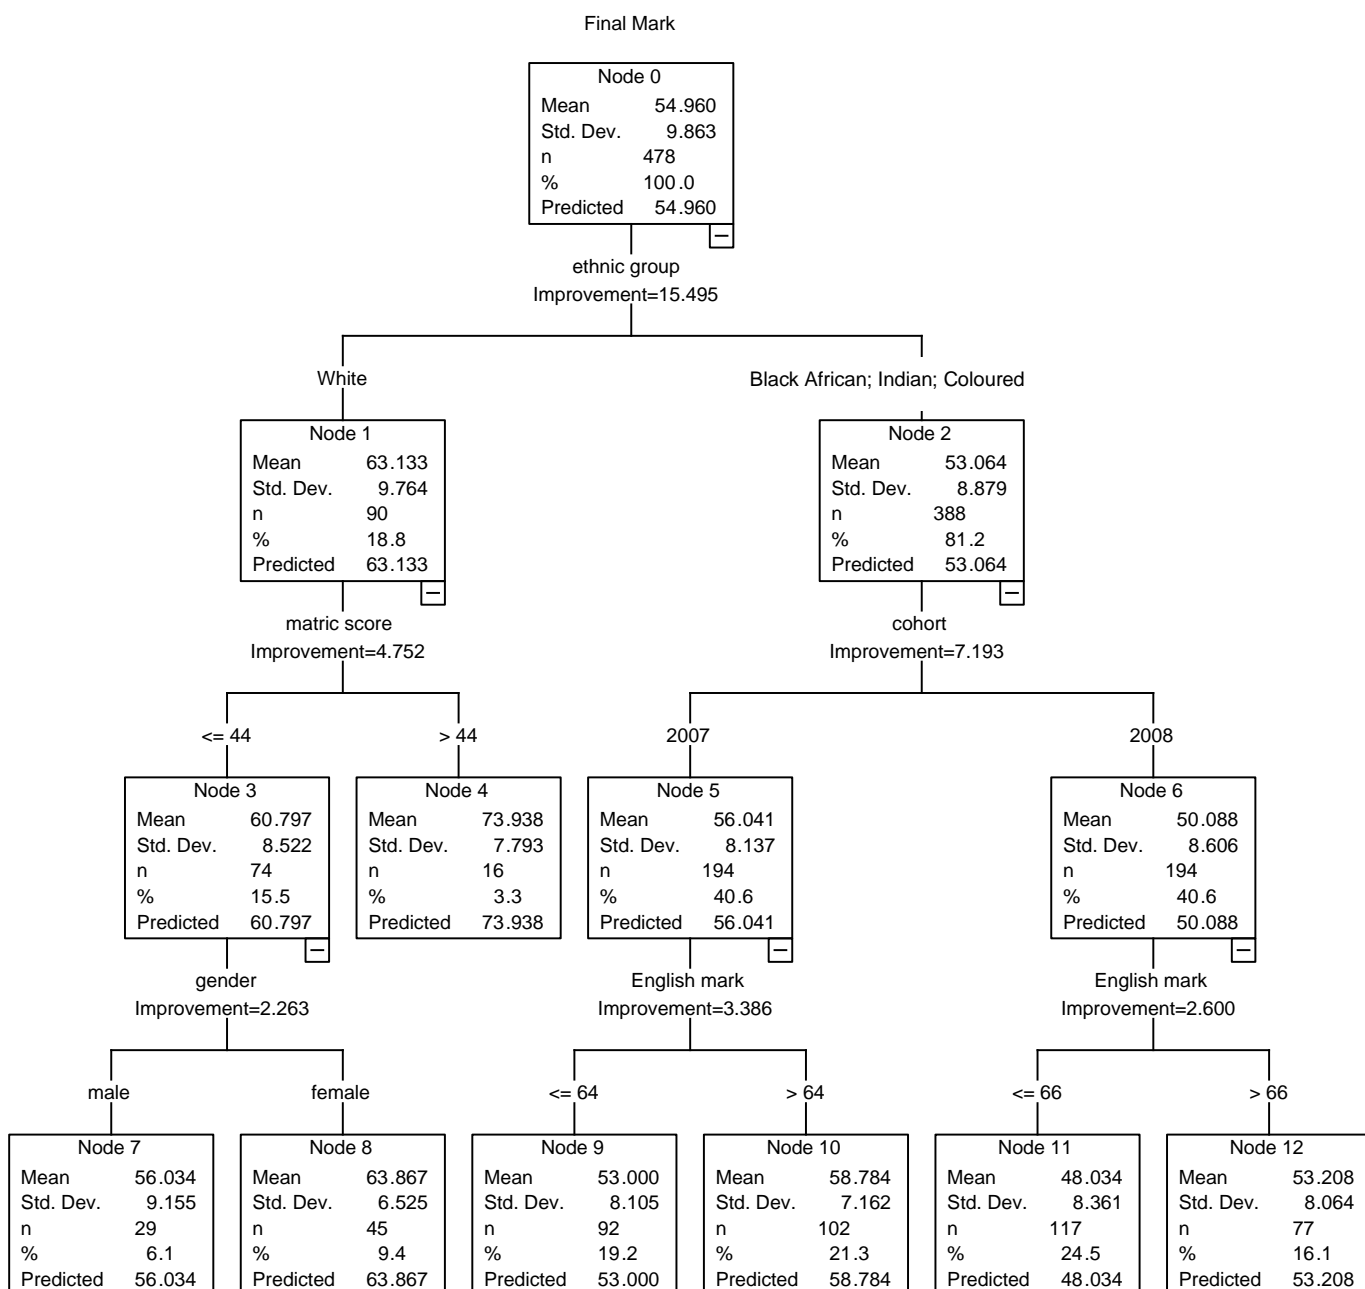 Final Mark
Node 0
Mean 54.960
Std. Dev. 9.863
n 478
% 100.0
Predicted 54.960
ethnic group
Improvement=15.495
White
Black African; Indian; Coloured
Node 1
Mean 63.133
Std. Dev. 9.764
n 90
% 18.8
Predicted 63.133
Node 2
Mean 53.064
Std. Dev. 8.879
n 388
% 81.2
Predicted 53.064
matric score
Improvement=4.752
cohort
Improvement=7.193
<= 44
> 44
2007
2008
Node 3
Mean 60.797
Std. Dev. 8.522
n 74
% 15.5
Predicted 60.797
Node 4
Mean 73.938
Std. Dev. 7.793
n 16
% 3.3
Predicted 73.938
Node 5
Mean 56.041
Std. Dev. 8.137
n 194
% 40.6
Predicted 56.041
Node 6
Mean 50.088
Std. Dev. 8.606
n 194
% 40.6
Predicted 50.088
gender
Improvement=2.263
English mark
Improvement=3.386
English mark
Improvement=2.600
male
female
<= 64
> 64
<= 66
> 66
Node 7
Mean 56.034
Std. Dev. 9.155
n 29
% 6.1
Predicted 56.034
Node 8
Mean 63.867
Std. Dev. 6.525
n 45
% 9.4
Predicted 63.867
Node 9
Mean 53.000
Std. Dev. 8.105
n 92
% 19.2
Predicted 53.000
Node 10
Mean 58.784
Std. Dev. 7.162
n 102
% 21.3
Predicted 58.784
Node 11
Mean 48.034
Std. Dev. 8.361
n 117
% 24.5
Predicted 48.034
Node 12
Mean 53.208
Std. Dev. 8.064
n 77
% 16.1
Predicted 53.208